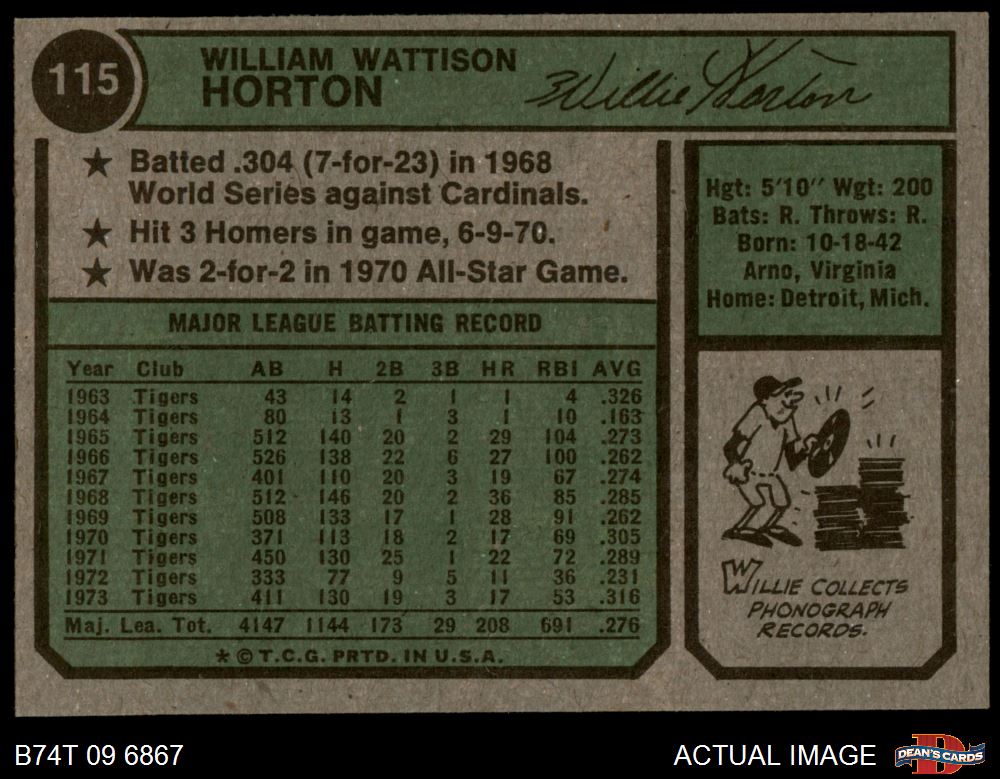 115
WILLIAM WATTISON
HORTON
Willie Horton
★ Batted .304 (7-for-23) in 1968
World Series against Cardinals.
★ Hit 3 Homers in game, 6-9-70.
★ Was 2-for-2 in 1970 All-Star Game.
Hgt: 5'10" Wgt: 200
Bats: R. Throws: R.
Born: 10-18-42
Arno, Virginia
Home: Detroit, Mich.
MAJOR LEAGUE BATTING RECORD
Year Club AB H 2B 3B HR RBI AVG
1963 Tigers 43 14 2 1 1 4 .326
1964 Tigers 80 13 1 3 1 10 .163
1965 Tigers 512 140 20 2 29 104 .273
1966 Tigers 526 138 22 6 27 100 .262
1967 Tigers 401 110 20 3 19 67 .274
1968 Tigers 512 146 20 2 36 85 .285
1969 Tigers 508 133 17 1 28 91 .262
1970 Tigers 371 113 18 2 17 69 .305
1971 Tigers 450 130 25 1 22 72 .289
1972 Tigers 333 77 9 5 11 36 .231
1973 Tigers 411 130 19 3 17 53 .316
Maj. Lea. Tot. 4147 1144 173 29 208 691 .276
* © T.C.G. PRTD. IN U.S.A.
WILLIE COLLECTS
PHONOGRAPH
RECORDS.
B74T 09 6867
ACTUAL IMAGE
DEAN'S CARDS